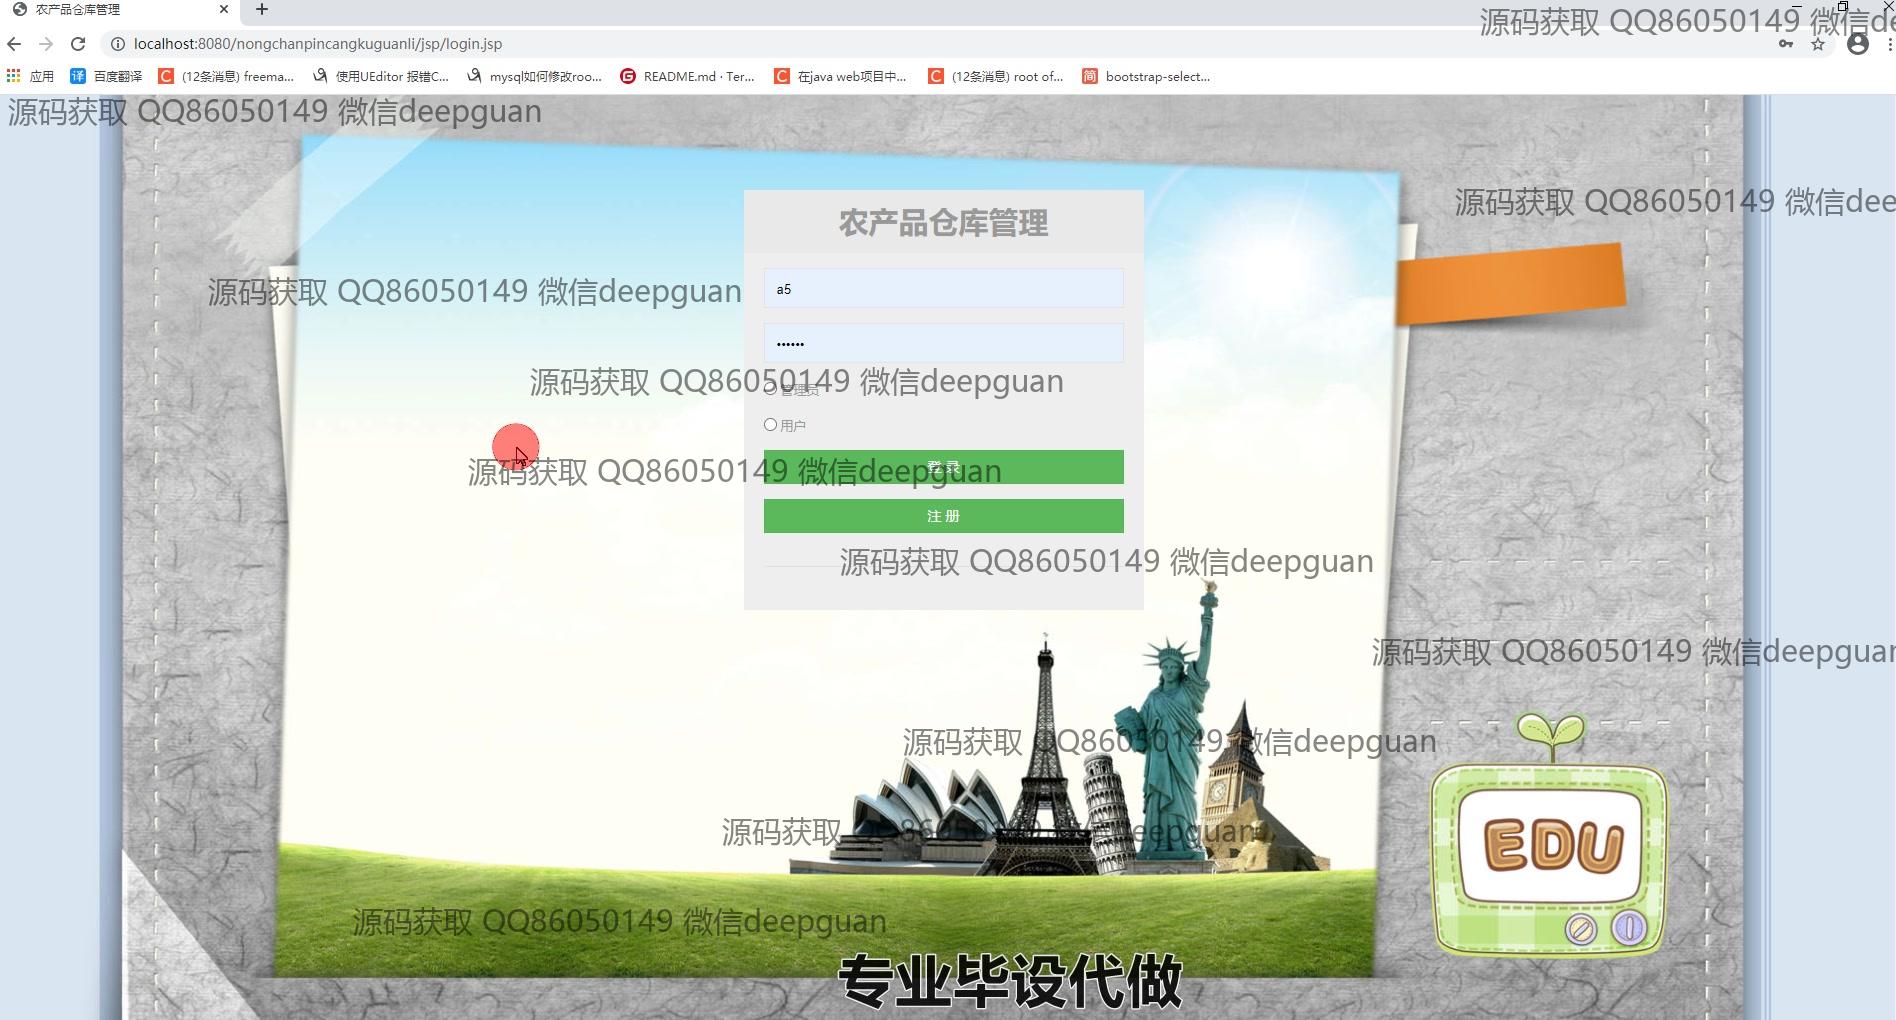 农产品仓库管理
localhost:8080/nongchanpincangkuguanli/jsp/login.jsp
源码获取 QQ86050149 微信de
应用 百度翻译 (12条消息) freema... 使用UEditor 报错C... mysql如何修改roo... README.md · Ter... 在java web项目中... (12条消息) root of... bootstrap-select...
源码获取 QQ86050149 微信deepguan
源码获取 QQ86050149 微信dee
农产品仓库管理
源码获取 QQ86050149 微信deepguan
a5
••••••
源码获取 QQ86050149 微信deepguan
管理员
用户
登 录
源码获取 QQ86050149 微信deepguan
注 册
源码获取 QQ86050149 微信deepguan
源码获取 QQ86050149 微信deepguan
源码获取 QQ86050149 微信deepguan
源码获取 QQ86050149 微信deepguan
EDU
源码获取 QQ86050149 微信deepguan
专业毕设代做